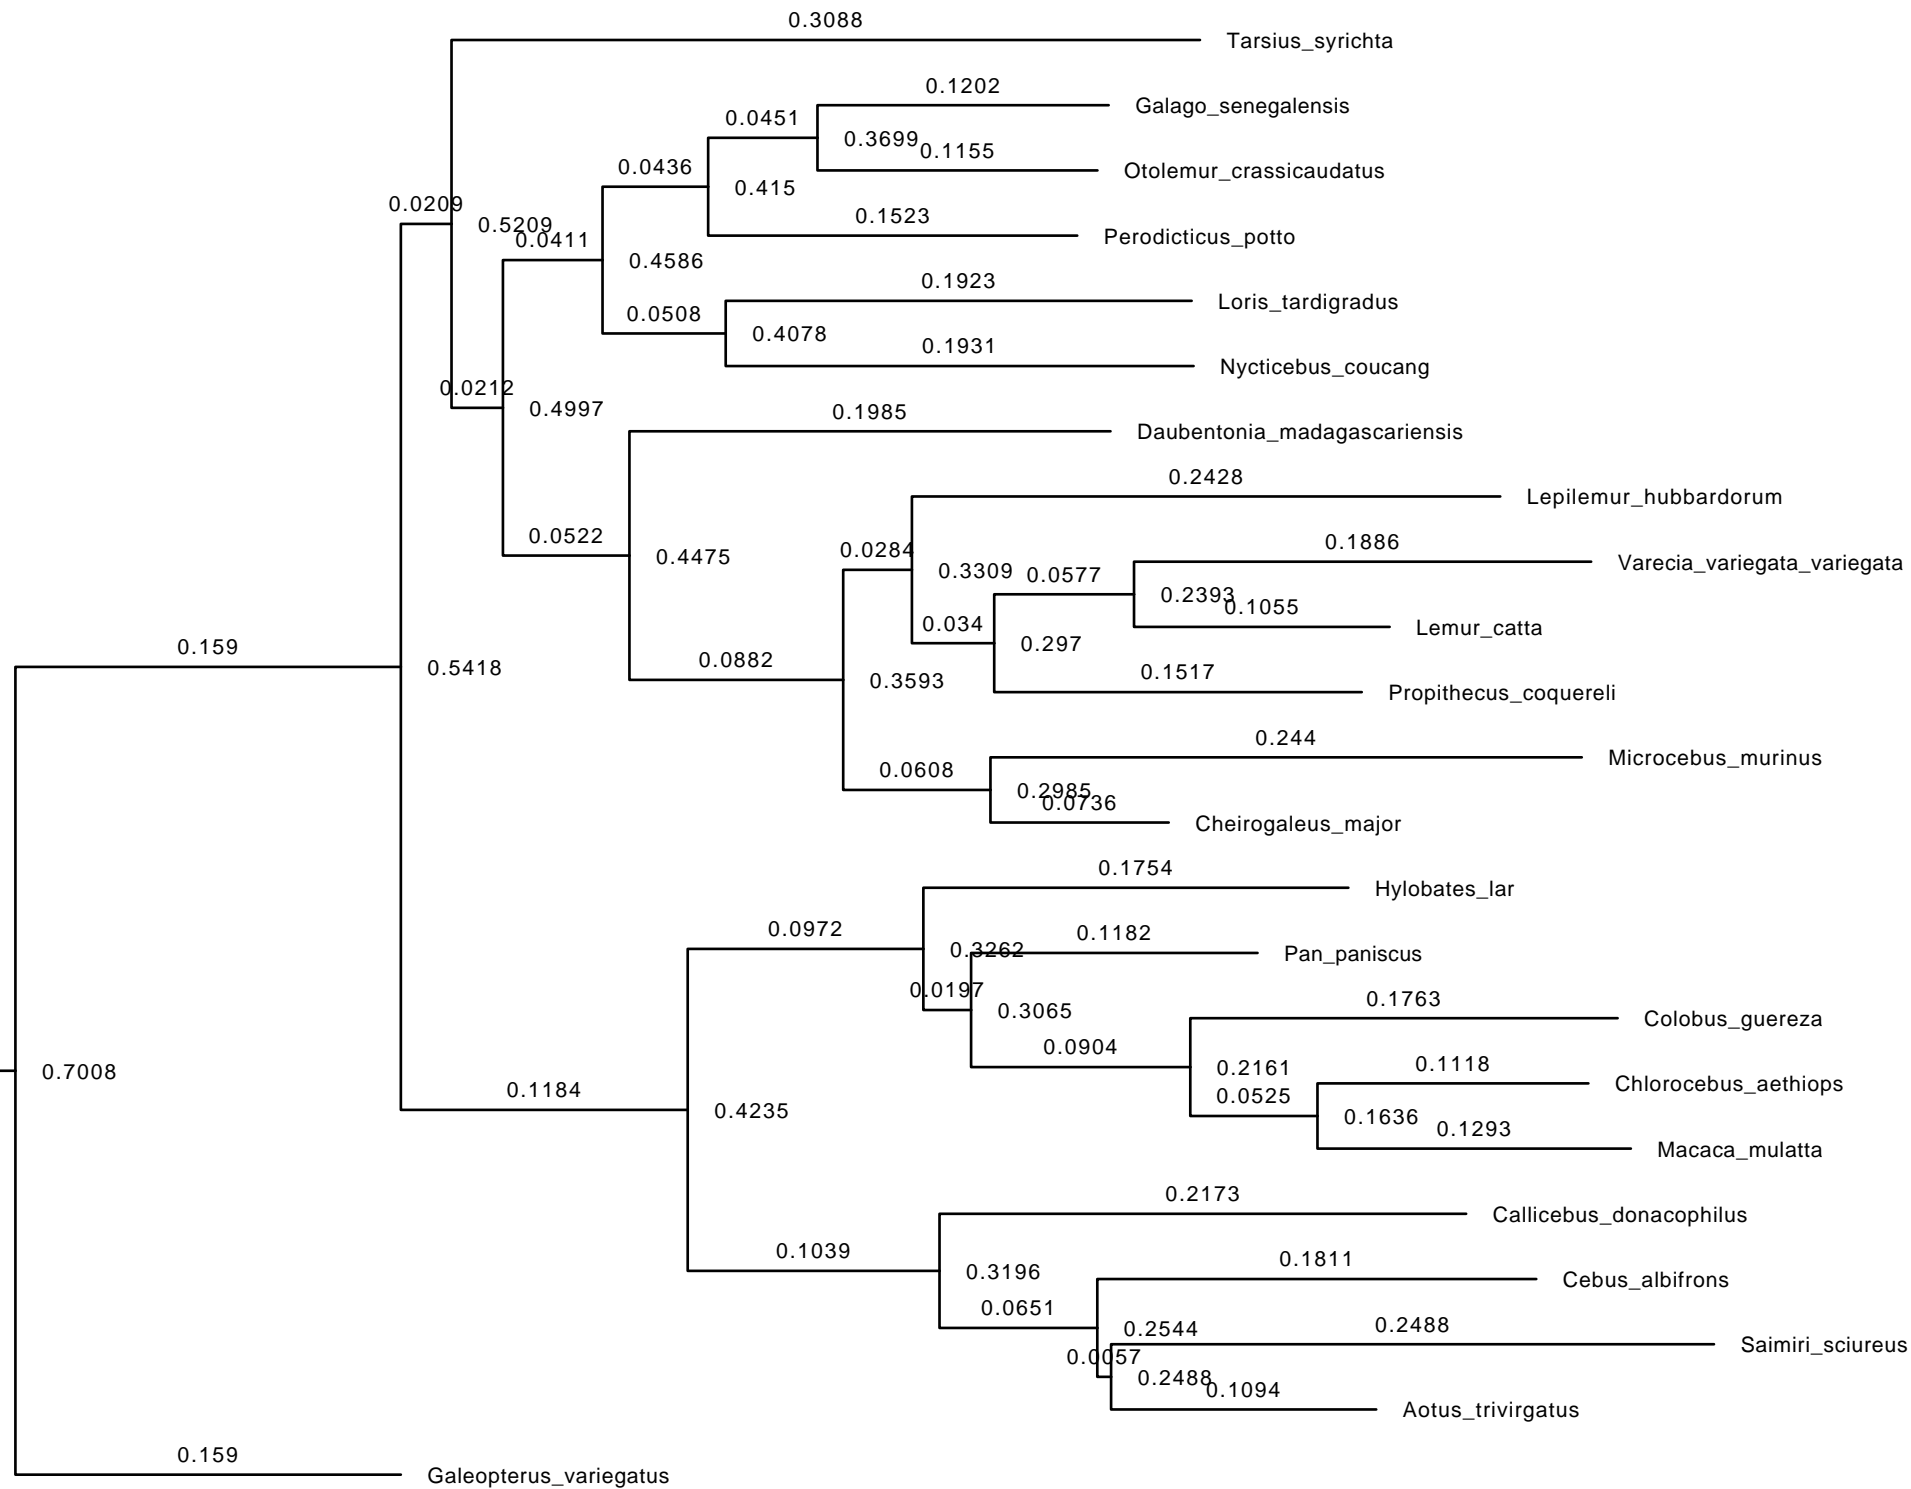 0.3088
Tarsius_syrichta
0.1202
Galago_senegalensis
0.0451
0.3699
0.1155
Otolemur_crassicaudatus
0.0436
0.415
0.1523
Perodicticus_potto
0.0209
0.5209
0.0411
0.4586
0.1923
Loris_tardigradus
0.0508
0.4078
0.1931
Nycticebus_coucang
0.0212
0.4997
0.1985
Daubentonia_madagascariensis
0.2428
Lepilemur_hubbardorum
0.0522
0.4475
0.0284
0.3309
0.0577
0.1886
Varecia_variegata_variegata
0.2393
0.1055
Lemur_catta
0.034
0.297
0.159
0.5418
0.0882
0.3593
0.1517
Propithecus_coquereli
0.244
Microcebus_murinus
0.0608
0.2985
0.0736
Cheirogaleus_major
0.1754
Hylobates_lar
0.0972
0.3262
0.1182
Pan_paniscus
0.0197
0.3065
0.1763
Colobus_guereza
0.0904
0.2161
0.1118
Chlorocebus_aethiops
0.7008
0.1184
0.4235
0.0525
0.1636
0.1293
Macaca_mulatta
0.2173
Callicebus_donacophilus
0.1039
0.3196
0.1811
Cebus_albifrons
0.0651
0.2544
0.2488
Saimiri_sciureus
0.0057
0.2488
0.1094
Aotus_trivirgatus
0.159
Galeopterus_variegatus